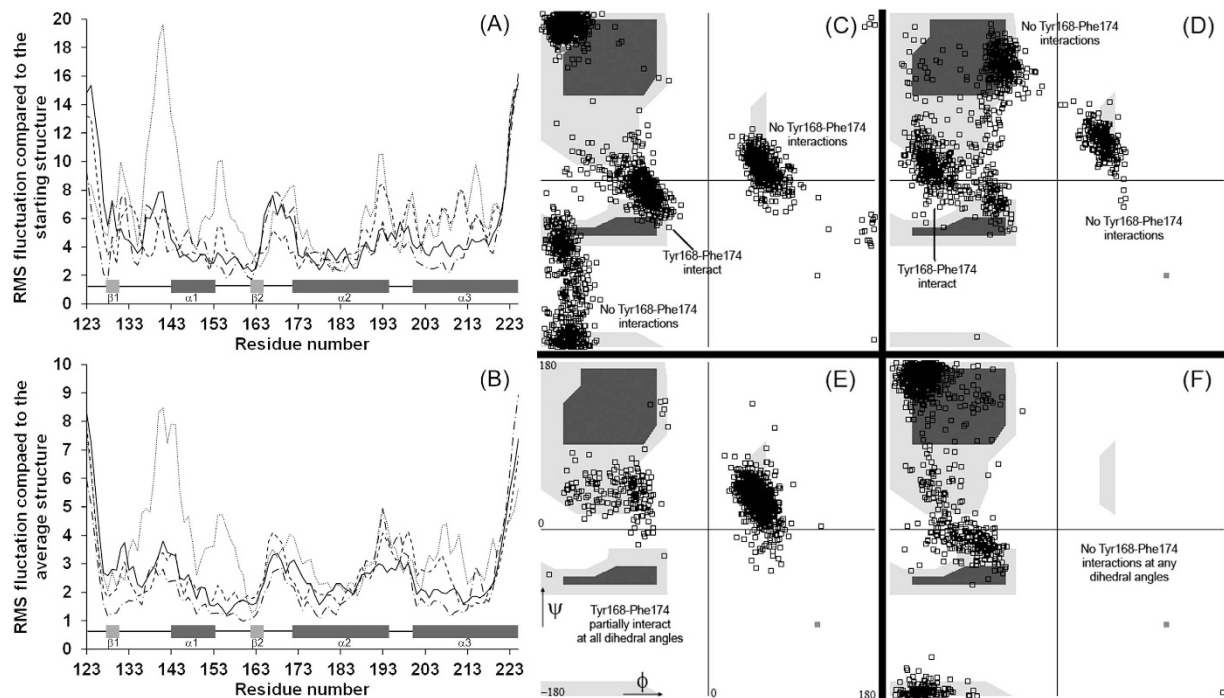 (A)
RMS fluctuation compared to the
starting structure
20
18
16
14
12
10
8
6
4
2
0
β1
α1
β2
α2
α3
123 133 143 153 163 173 183 193 203 213 223
Residue number
(B)
RMS fluctation compaed to the
average structure
10
9
8
7
6
5
4
3
2
1
0
β1
α1
β2
α2
α3
123 133 143 153 163 173 183 193 203 213 223
Residue number
(C)
No Tyr168-Phe174
interactions
Tyr168-Phe174
interact
No Tyr168-Phe174
interactions
(D)
No Tyr168-Phe174
interactions
No Tyr168-Phe174
interactions
Tyr168-Phe174
interact
(E)
180
0
Ψ
Tyr168-Phe174
partially interact
at all dihedral angles
−180
ϕ
0
180
(F)
No Tyr168-Phe174
interactions at any
dihedral angles